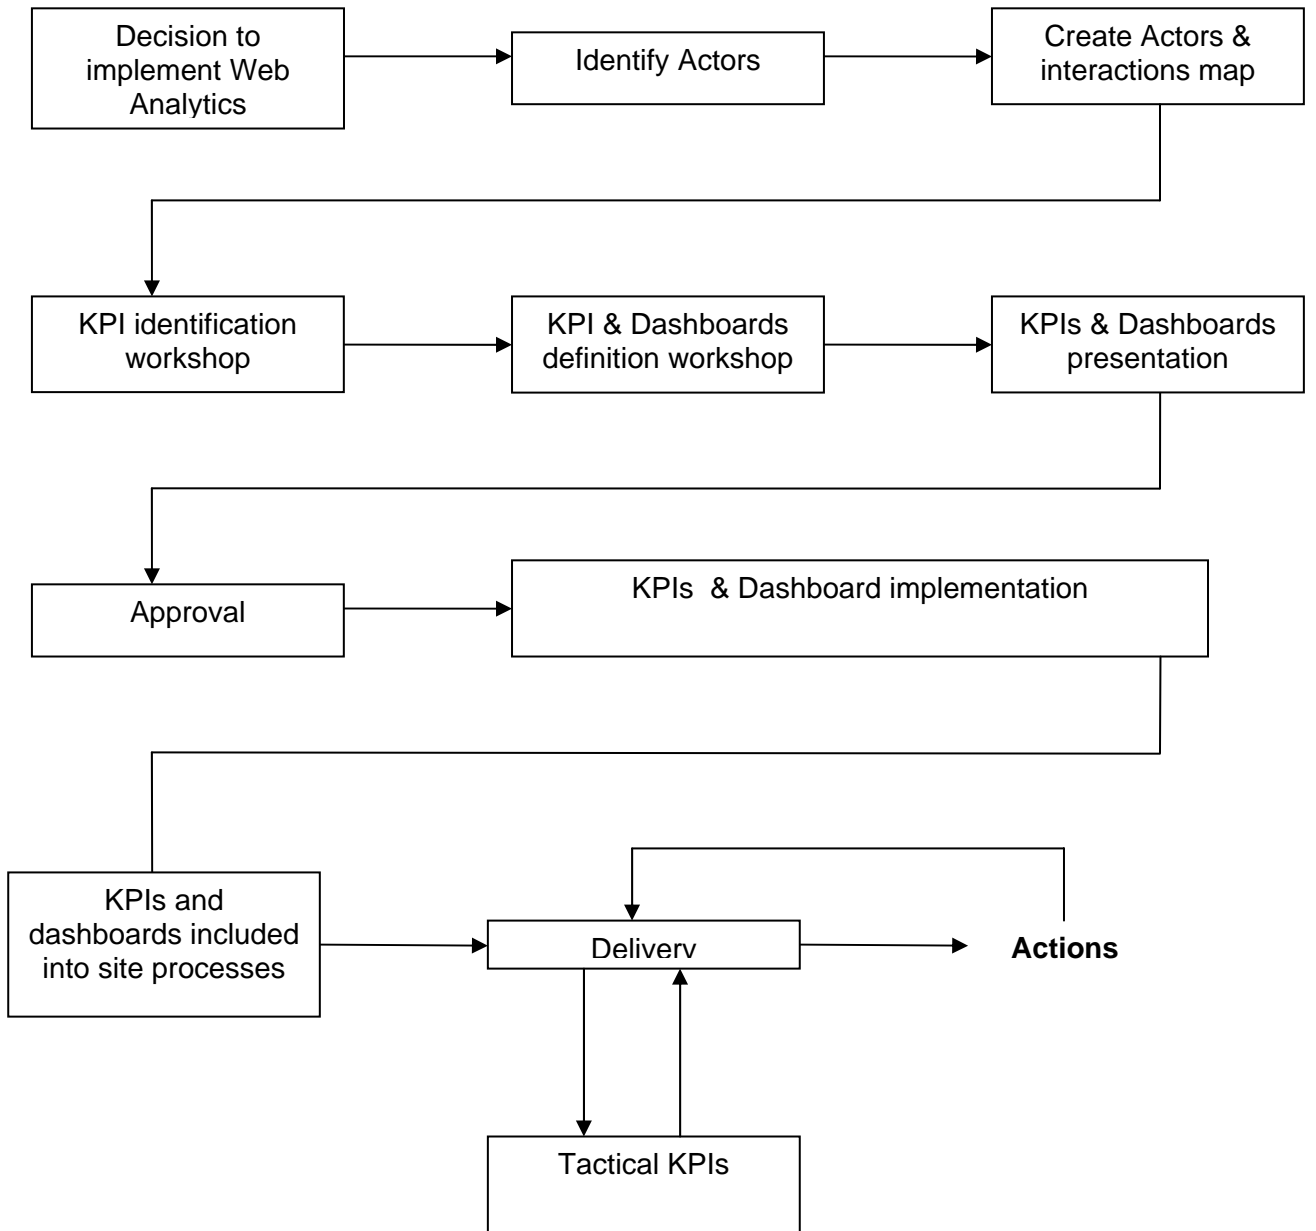 Decision to
implement Web
Analytics
Identify Actors
Create Actors &
interactions map
KPI identification
workshop
KPI & Dashboards
definition workshop
KPIs & Dashboards
presentation
Approval
KPIs  & Dashboard implementation
KPIs and
dashboards included
into site processes
Delivery
Actions
Tactical KPIs